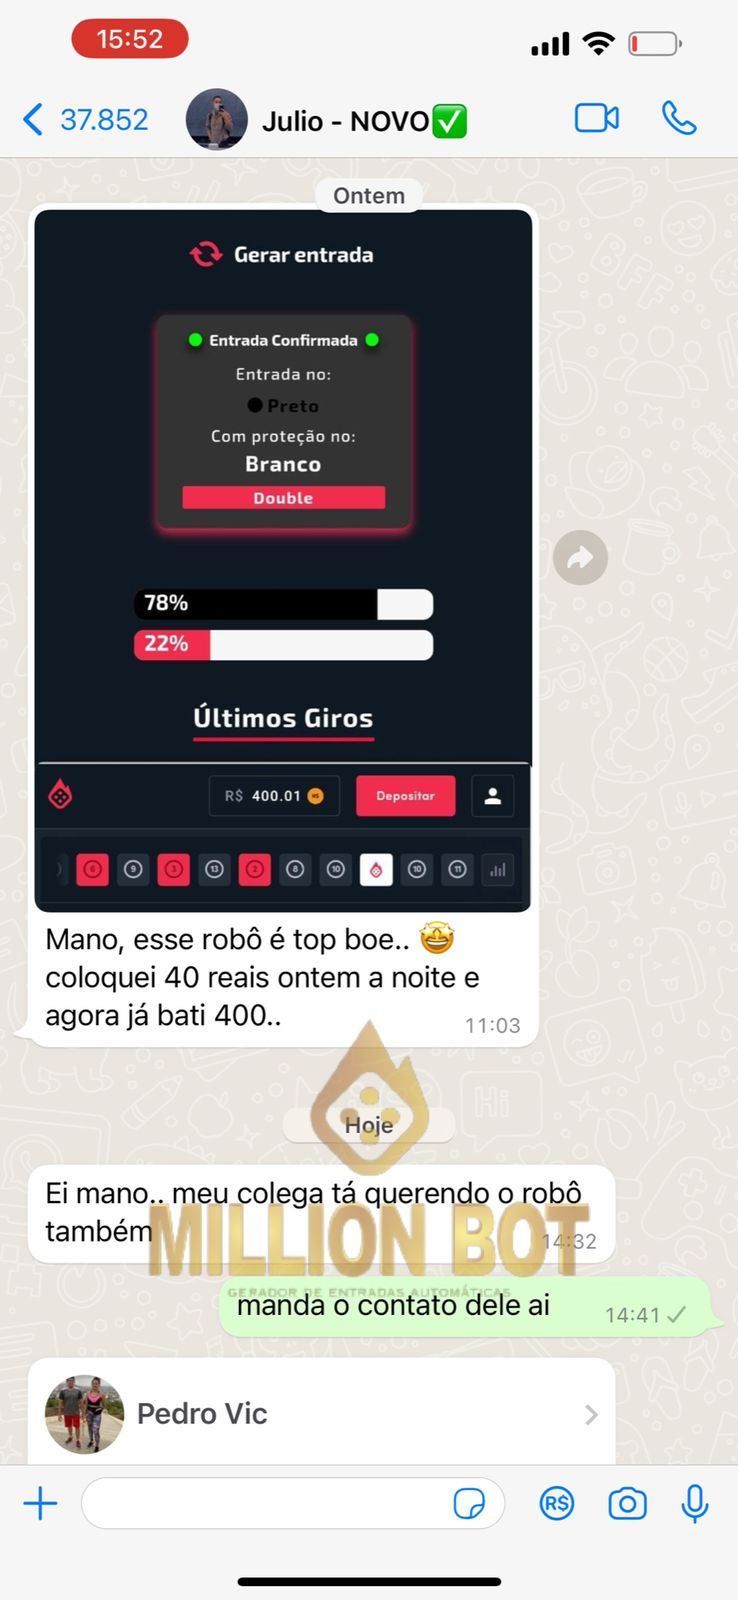 15:52
37.852
Julio - NOVO✅
Ontem
Gerar entrada
Entrada Confirmada
Entrada no:
Preto
Com proteção no:
Branco
Double
78%
22%
Últimos Giros
R$ 400.01
Depositar
6 9 3 13 2 8 10 10 11
Mano, esse robô é top boe.. 🤩
coloquei 40 reais ontem a noite e
agora já bati 400..
11:03
Hoje
Ei mano.. meu colega tá querendo o robô
também
14:32
MILLION BOT
GERADOR DE ENTRADAS AUTOMÁTICAS
manda o contato dele ai
14:41
Pedro Vic
R$